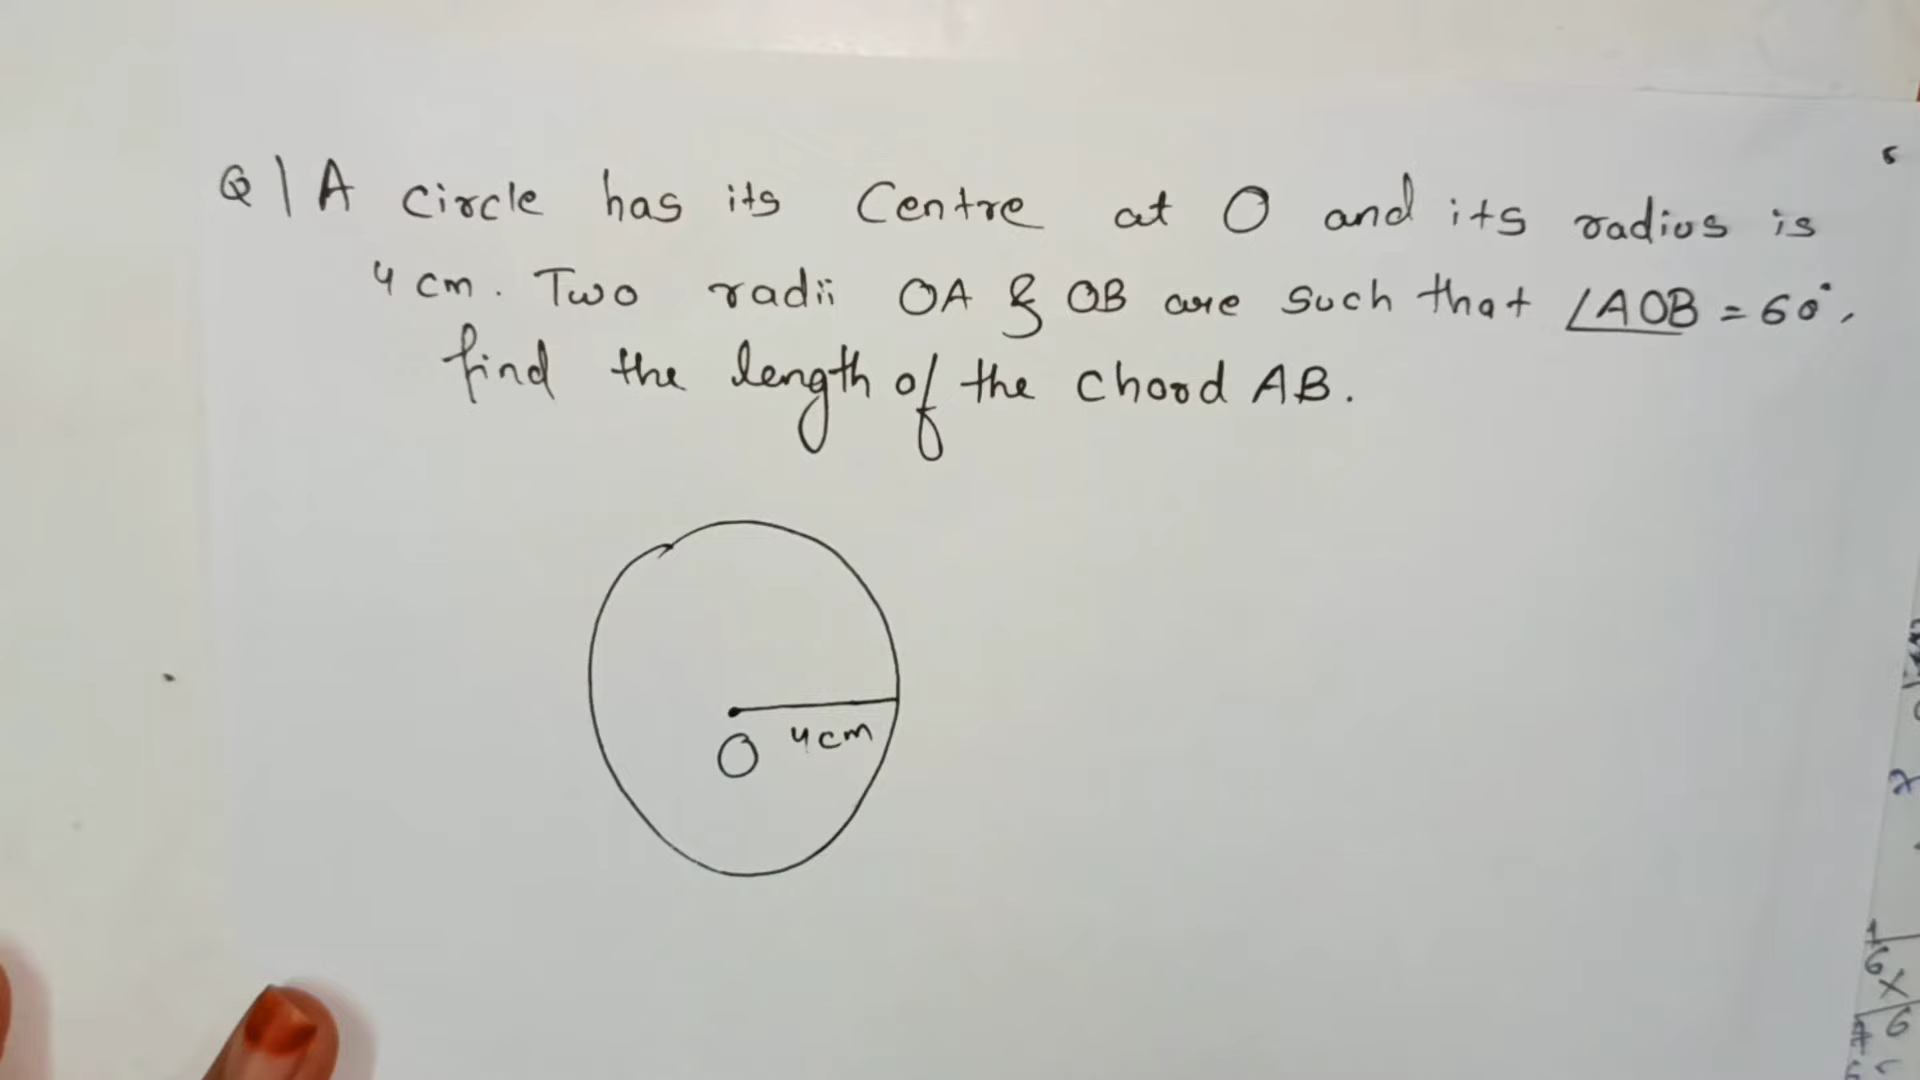 Q | A circle has its Centre at O and its radius is
4 cm. Two radii OA & OB are such that ∠AOB = 60°,
find the length of the chord AB.
4cm
O